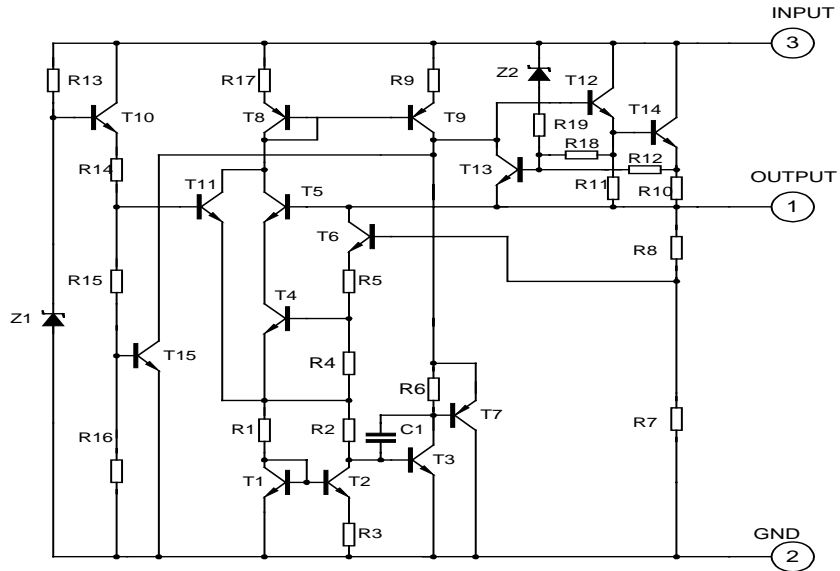 INPUT
3
R13
R17
R9
Z2
T12
T10
T8
T9
T14
R19
R18
R14
T13
R12
T11
T5
R11
R10
OUTPUT
1
T6
R8
R15
R5
T4
Z1
T15
R4
R6
T7
R1
R2
C1
R7
R16
T3
T1
T2
R3
GND
2